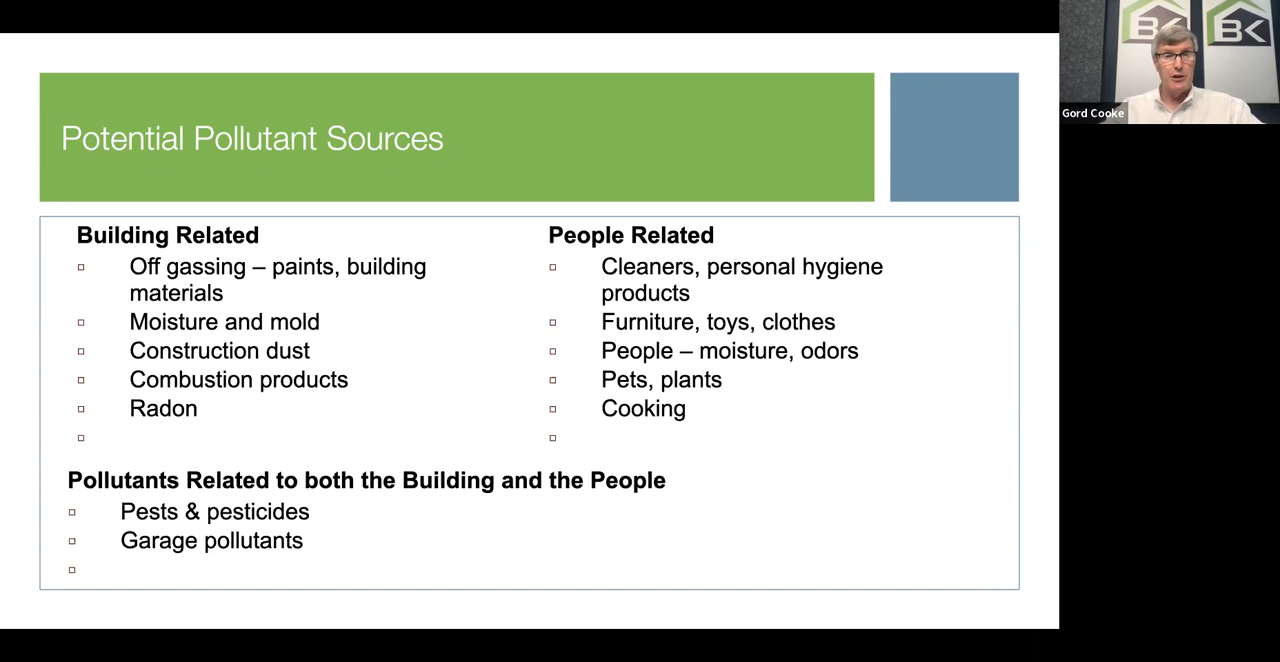 Potential Pollutant Sources
Building Related
Off gassing – paints, building
materials
Moisture and mold
Construction dust
Combustion products
Radon
People Related
Cleaners, personal hygiene
products
Furniture, toys, clothes
People – moisture, odors
Pets, plants
Cooking
Pollutants Related to both the Building and the People
Pests & pesticides
Garage pollutants
BK
BK
Gord Cooke